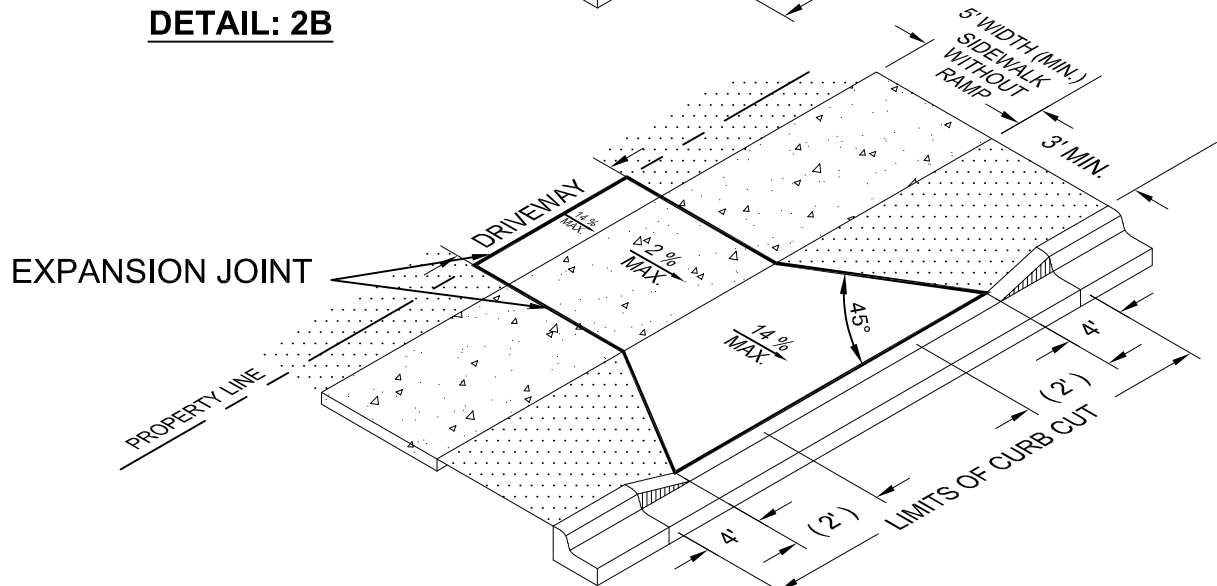 DETAIL: 2B
5' WIDTH (MIN.)
SIDEWALK
WITHOUT
RAMP
3' MIN.
DRIVEWAY
14 %
MAX.
2 %
MAX.
EXPANSION JOINT
14 %
MAX.
45°
4'
( 2' )
PROPERTY LINE
LIMITS OF CURB CUT
( 2' )
4'